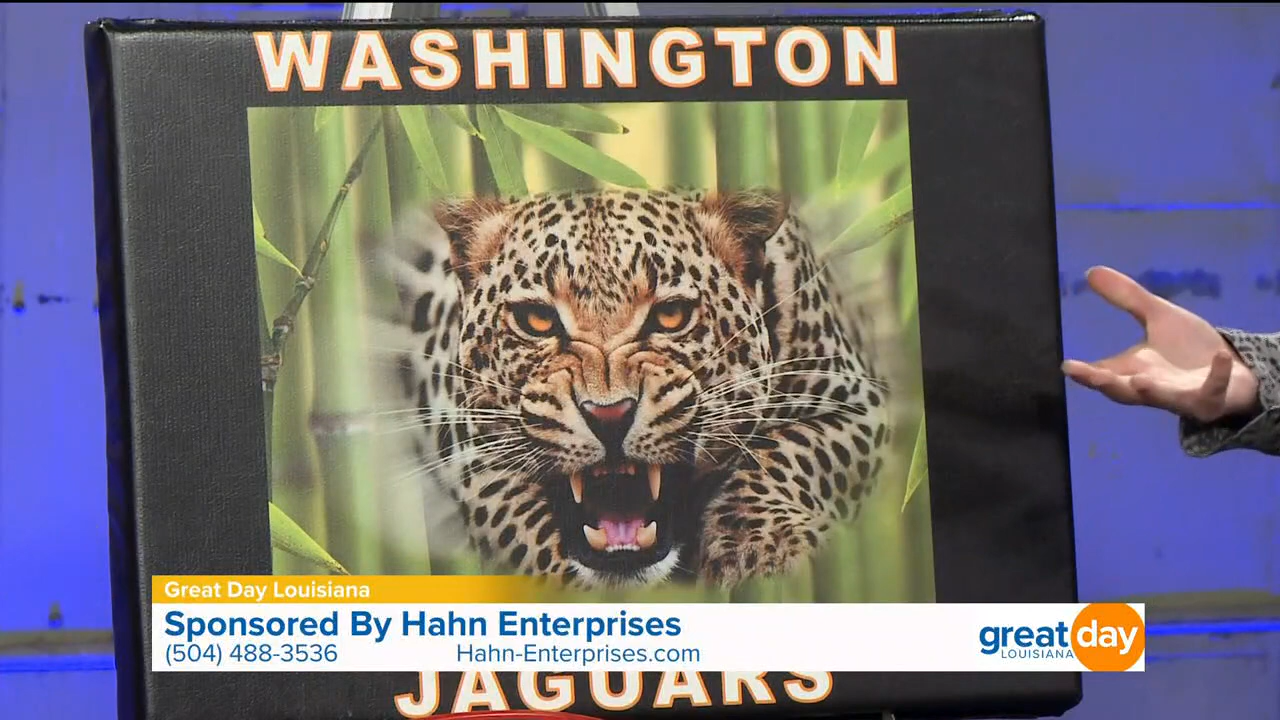 WASHINGTON
Great Day Louisiana
Sponsored By Hahn Enterprises
(504) 488-3536 Hahn-Enterprises.com
great day
LOUISIANA
JAGUARS